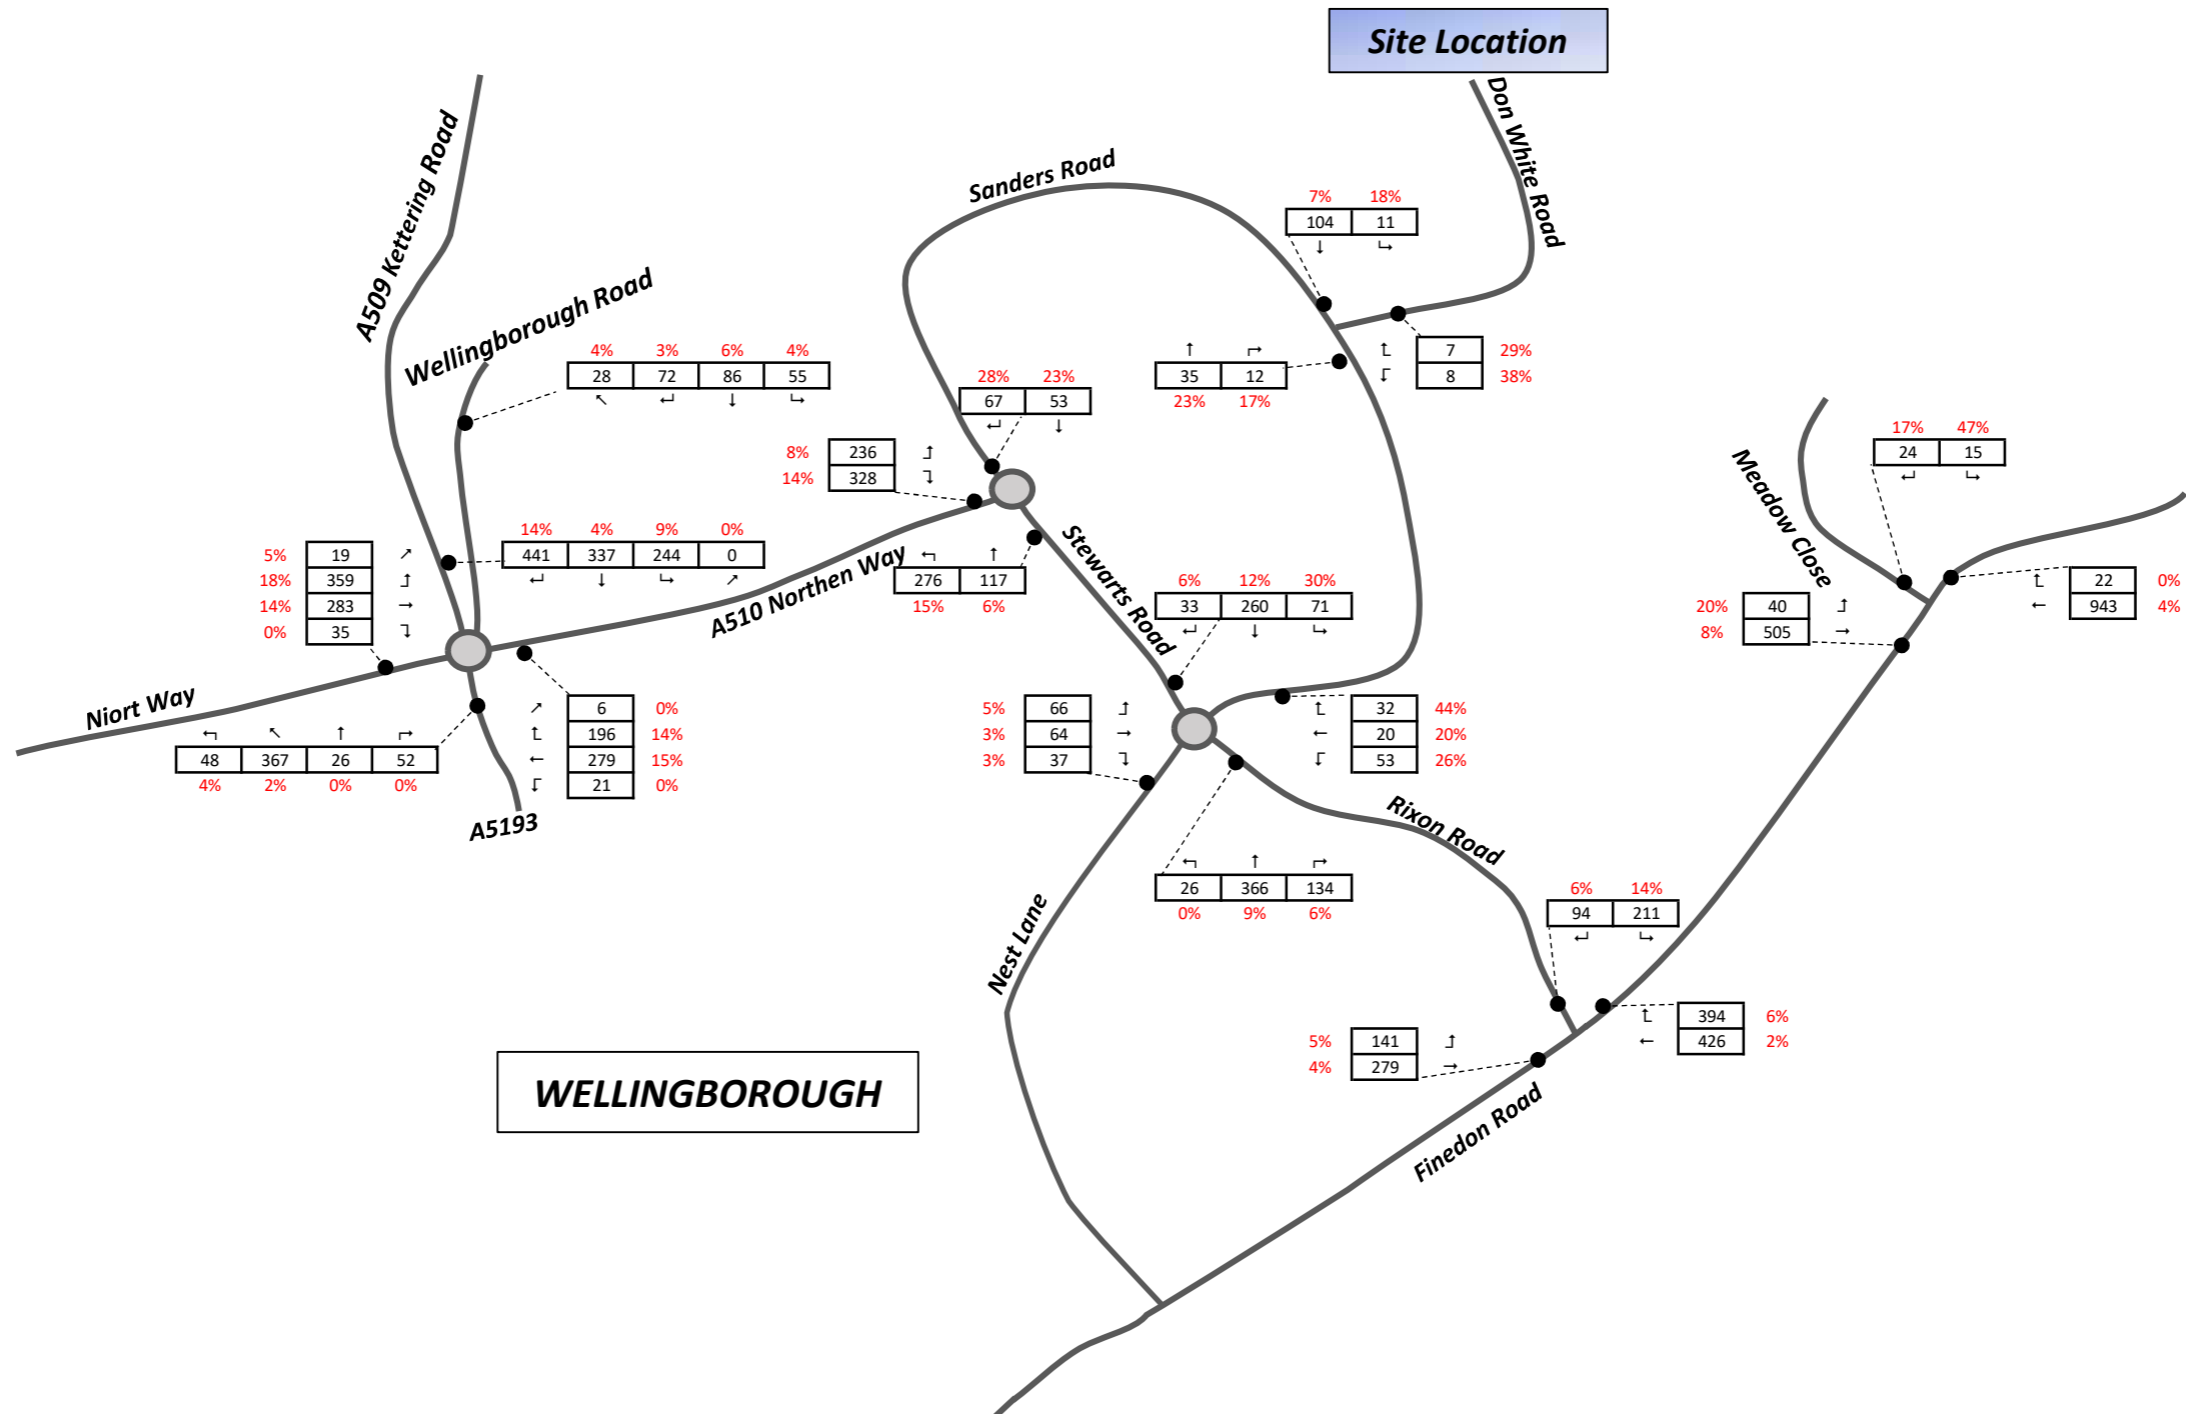 Site Location
Don White Road
A509 Kettering Road
Sanders Road
7% 18%
104 11
↓ ↳
Wellingborough Road
4% 3% 6% 4%
28 72 86 55
↖ ↵ ↓ ↳
28% 23%
67 53
↵ ↓
↑ ↱
35 12
23% 17%
↥ 7 29%
↧ 8 38%
8% 236
14% 328
17% 47%
24 15
↵ ↳
Meadow Close
14% 4% 9% 0%
441 337 244 0
↵ ↓ ↳ ↗
5% 19 ↗
18% 359
14% 283 →
0% 35 ↴
A510 Northen Way
↰ ↑
276 117
15% 6%
Stewarts Road
6% 12% 30%
33 260 71
↵ ↓ ↳
20% 40
8% 505 →
22 0%
← 943 4%
Niort Way
↰ ↖ ↑ ↱
48 367 26 52
4% 2% 0% 0%
↗ 6 0%
196 14%
← 279 15%
21 0%
A5193
5% 66
3% 64 →
3% 37 ↴
32 44%
← 20 20%
53 26%
Rixon Road
↰ ↑ ↱
26 366 134
0% 9% 6%
Nest Lane
6% 14%
94 211
↵ ↳
5% 141
4% 279 →
394 6%
← 426 2%
WELLINGBOROUGH
Finedon Road